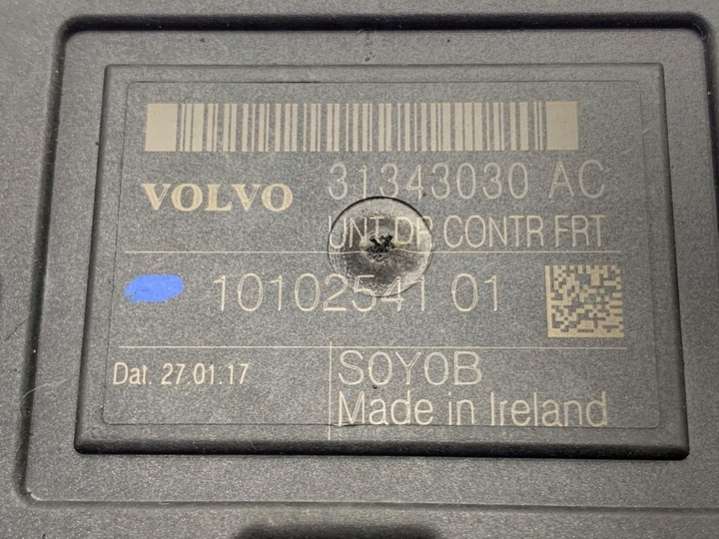 VOLVO 31343030 AC
UNT DR CONTR FRT
10102541 01
Dat. 27.01.17
S0Y0B
Made in Ireland